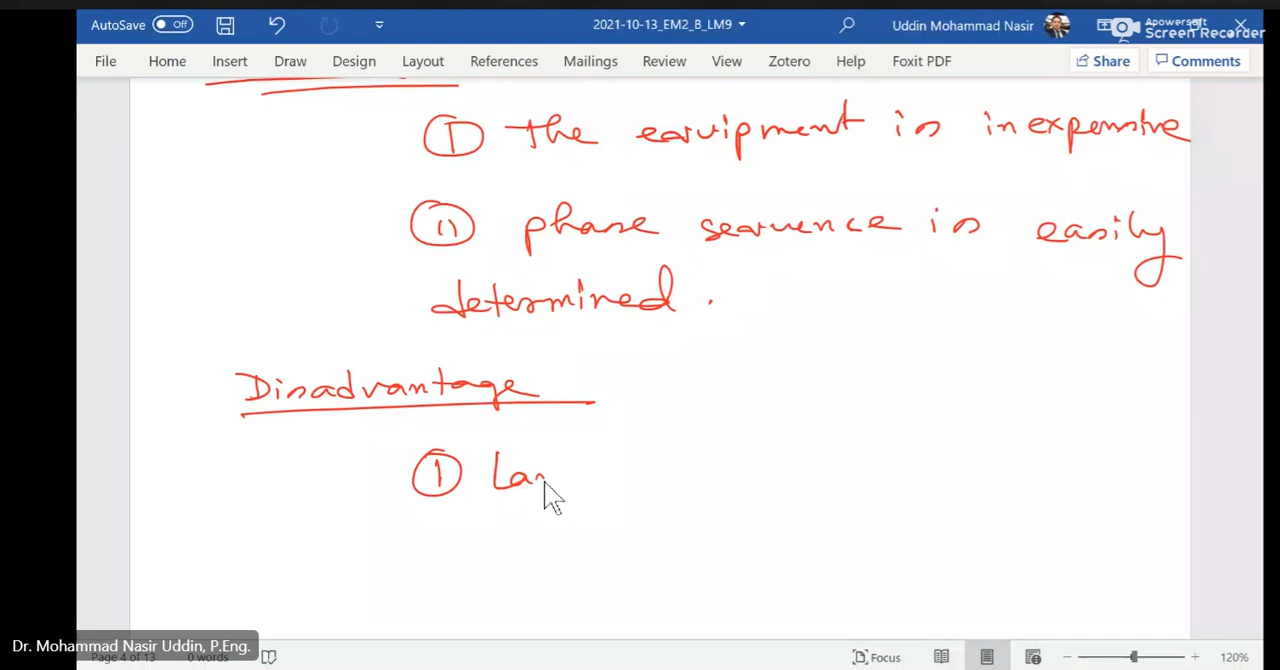 AutoSave Off 2021-10-13_EM2_B_LM9 Uddin Mohammad Nasir
Apowersoft
Screen Recorder
File Home Insert Draw Design Layout References Mailings Review View Zotero Help Foxit PDF Share Comments
I the equipment is inexpensive
II phase sequence is easily
determined.
Disadvantage
I La
Dr. Mohammad Nasir Uddin, P.Eng.
Page 4 of 13 0 words Focus 120%